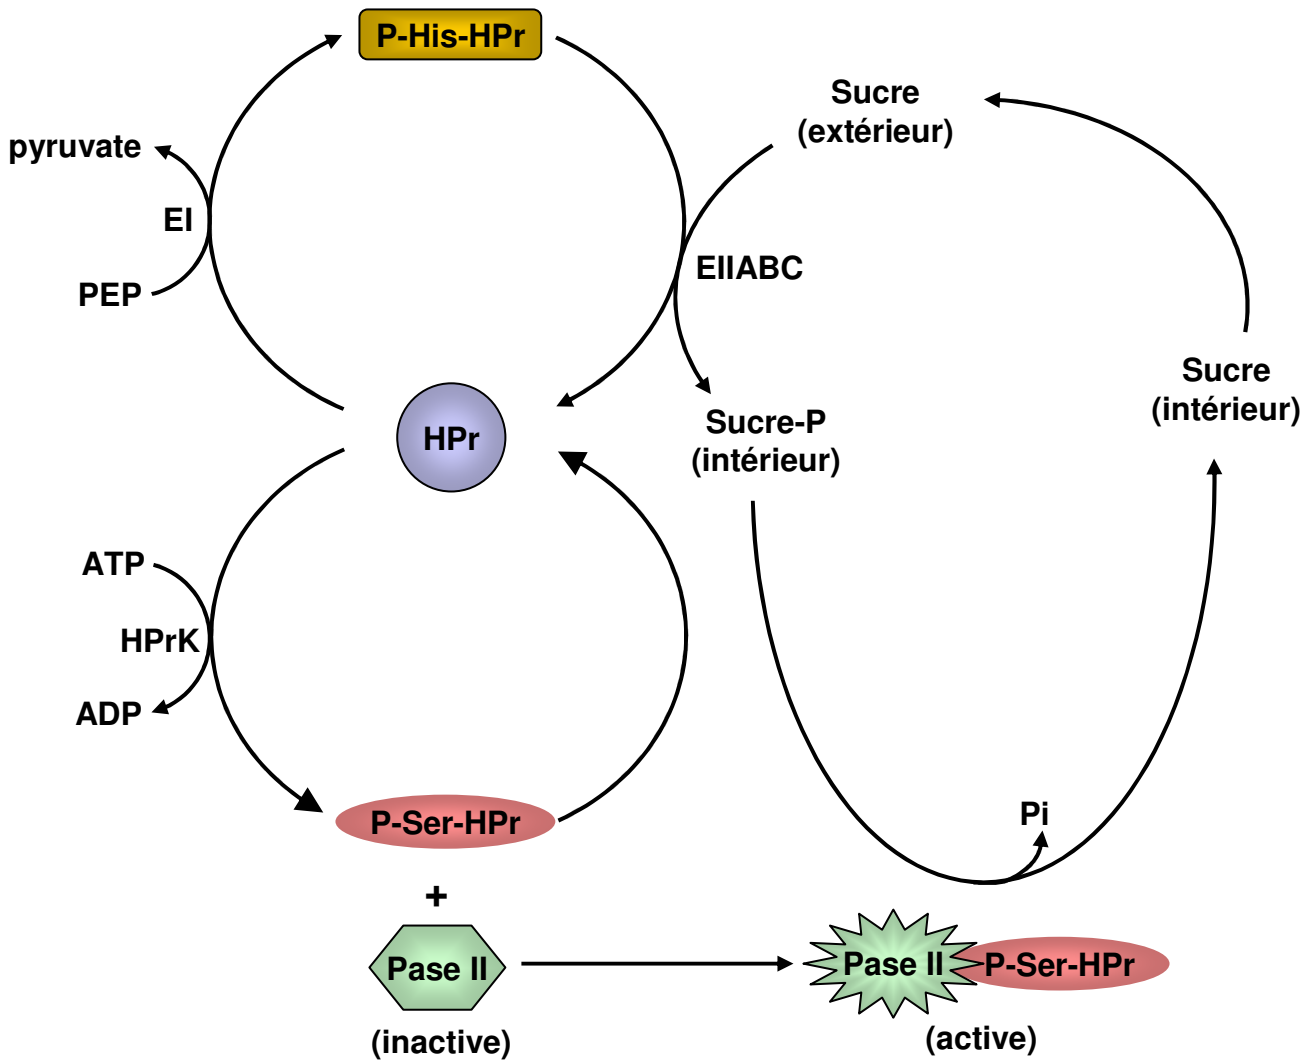 P-His-HPr
Sucre
(extérieur)
pyruvate
EI
EIIABC
PEP
Sucre
(intérieur)
HPr
Sucre-P
(intérieur)
ATP
HPrK
ADP
P-Ser-HPr
Pi
+
Pase II
Pase II
P-Ser-HPr
(inactive)
(active)